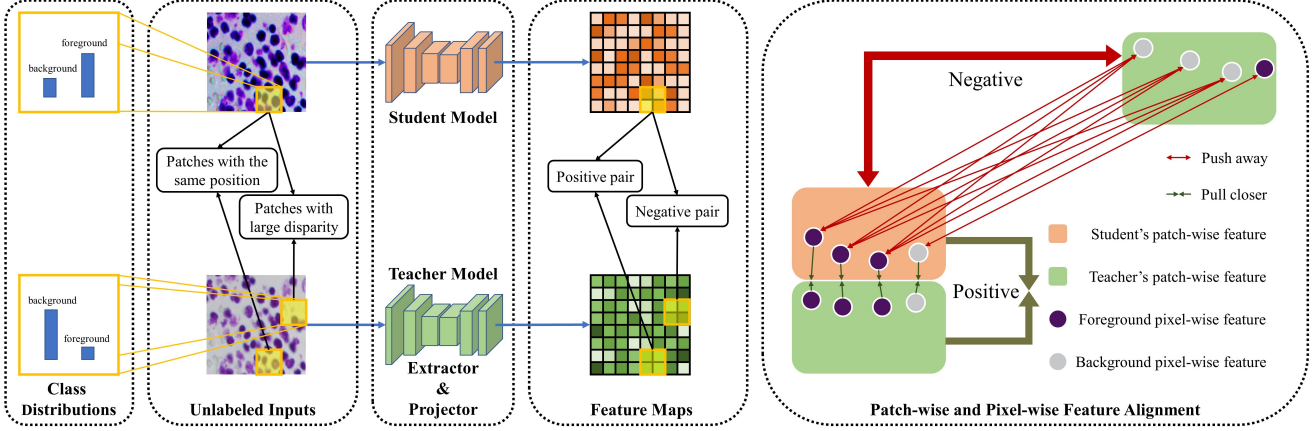 foreground
background
background
foreground
Class
Distributions
Patches with the
same position
Patches with
large disparity
Unlabeled Inputs
Student Model
Teacher Model
Extractor
&
Projector
Positive pair
Negative pair
Feature Maps
Negative
Positive
Push away
Pull closer
Student's patch-wise feature
Teacher's patch-wise feature
Foreground pixel-wise feature
Background pixel-wise feature
Patch-wise and Pixel-wise Feature Alignment